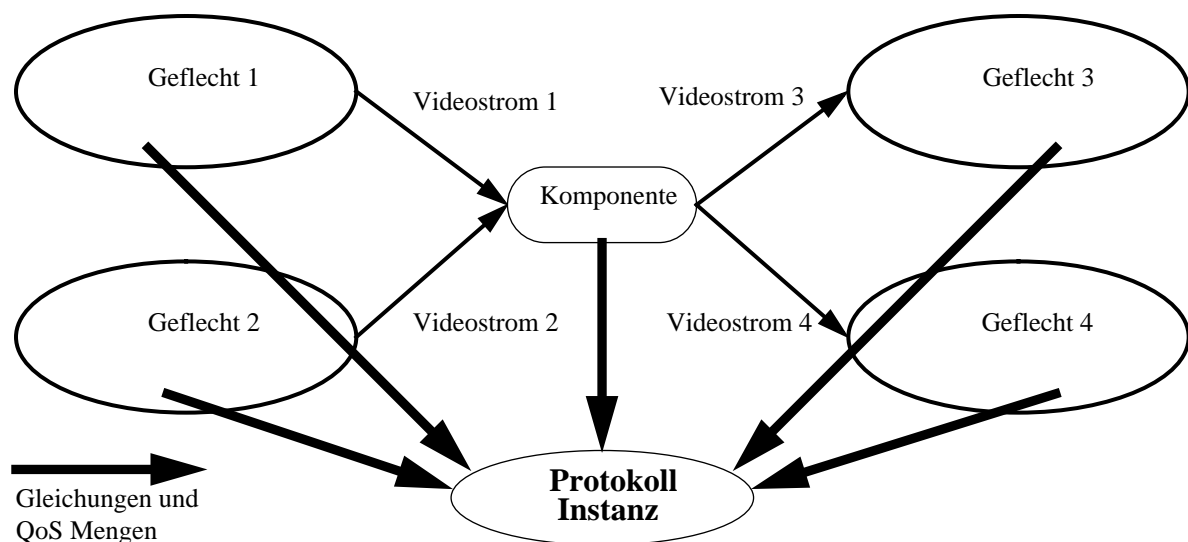 Geflecht 1
Videostrom 1
Videostrom 3
Geflecht 3
Komponente
Geflecht 2
Videostrom 2
Videostrom 4
Geflecht 4
Protokoll
Instanz
Gleichungen und
QoS Mengen